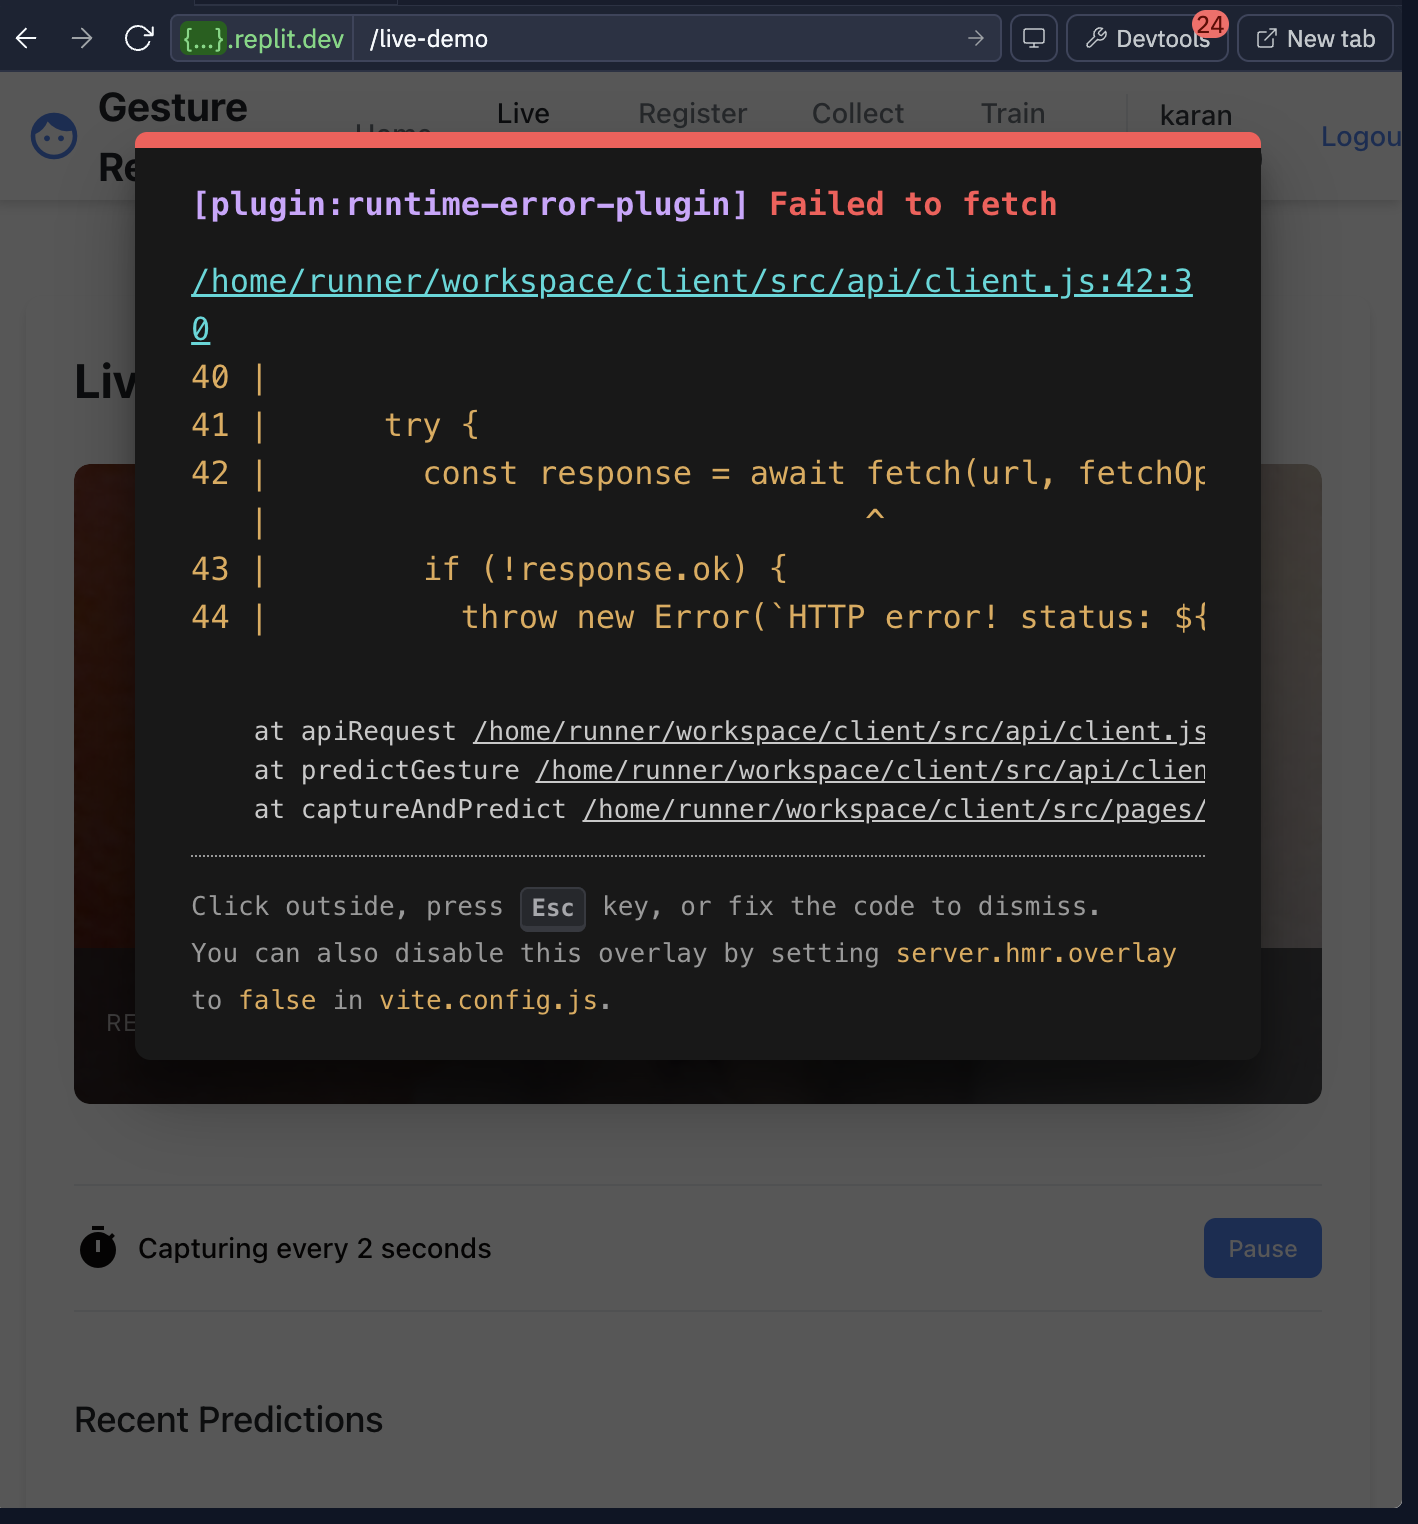 {...}.replit.dev /live-demo
Devtools 24
New tab
Gesture
Live Register Collect Train karan
Home
Logou
Re
[plugin:runtime-error-plugin] Failed to fetch
/home/runner/workspace/client/src/api/client.js:42:3
0
40 |
41 | try {
42 | const response = await fetch(url, fetchOp
| ^
43 | if (!response.ok) {
44 | throw new Error(`HTTP error! status: ${
Liv
at apiRequest /home/runner/workspace/client/src/api/client.js
at predictGesture /home/runner/workspace/client/src/api/clien
at captureAndPredict /home/runner/workspace/client/src/pages/
Click outside, press Esc key, or fix the code to dismiss.
You can also disable this overlay by setting server.hmr.overlay
to false in vite.config.js.
RE
Capturing every 2 seconds
Pause
Recent Predictions